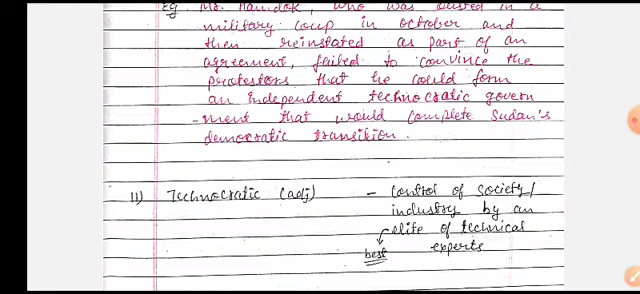 Eg Mr. Hamdok, who was ousted in a
military coup in october and
then reinstated as part of an
agreement, failed to convince the
protestors that he could form
an independent technocratic govern
-ment that would complete Sudan's
democratic transition.
11) Technocratic (adj) - control of society/
industry by an
elite of technical
best experts